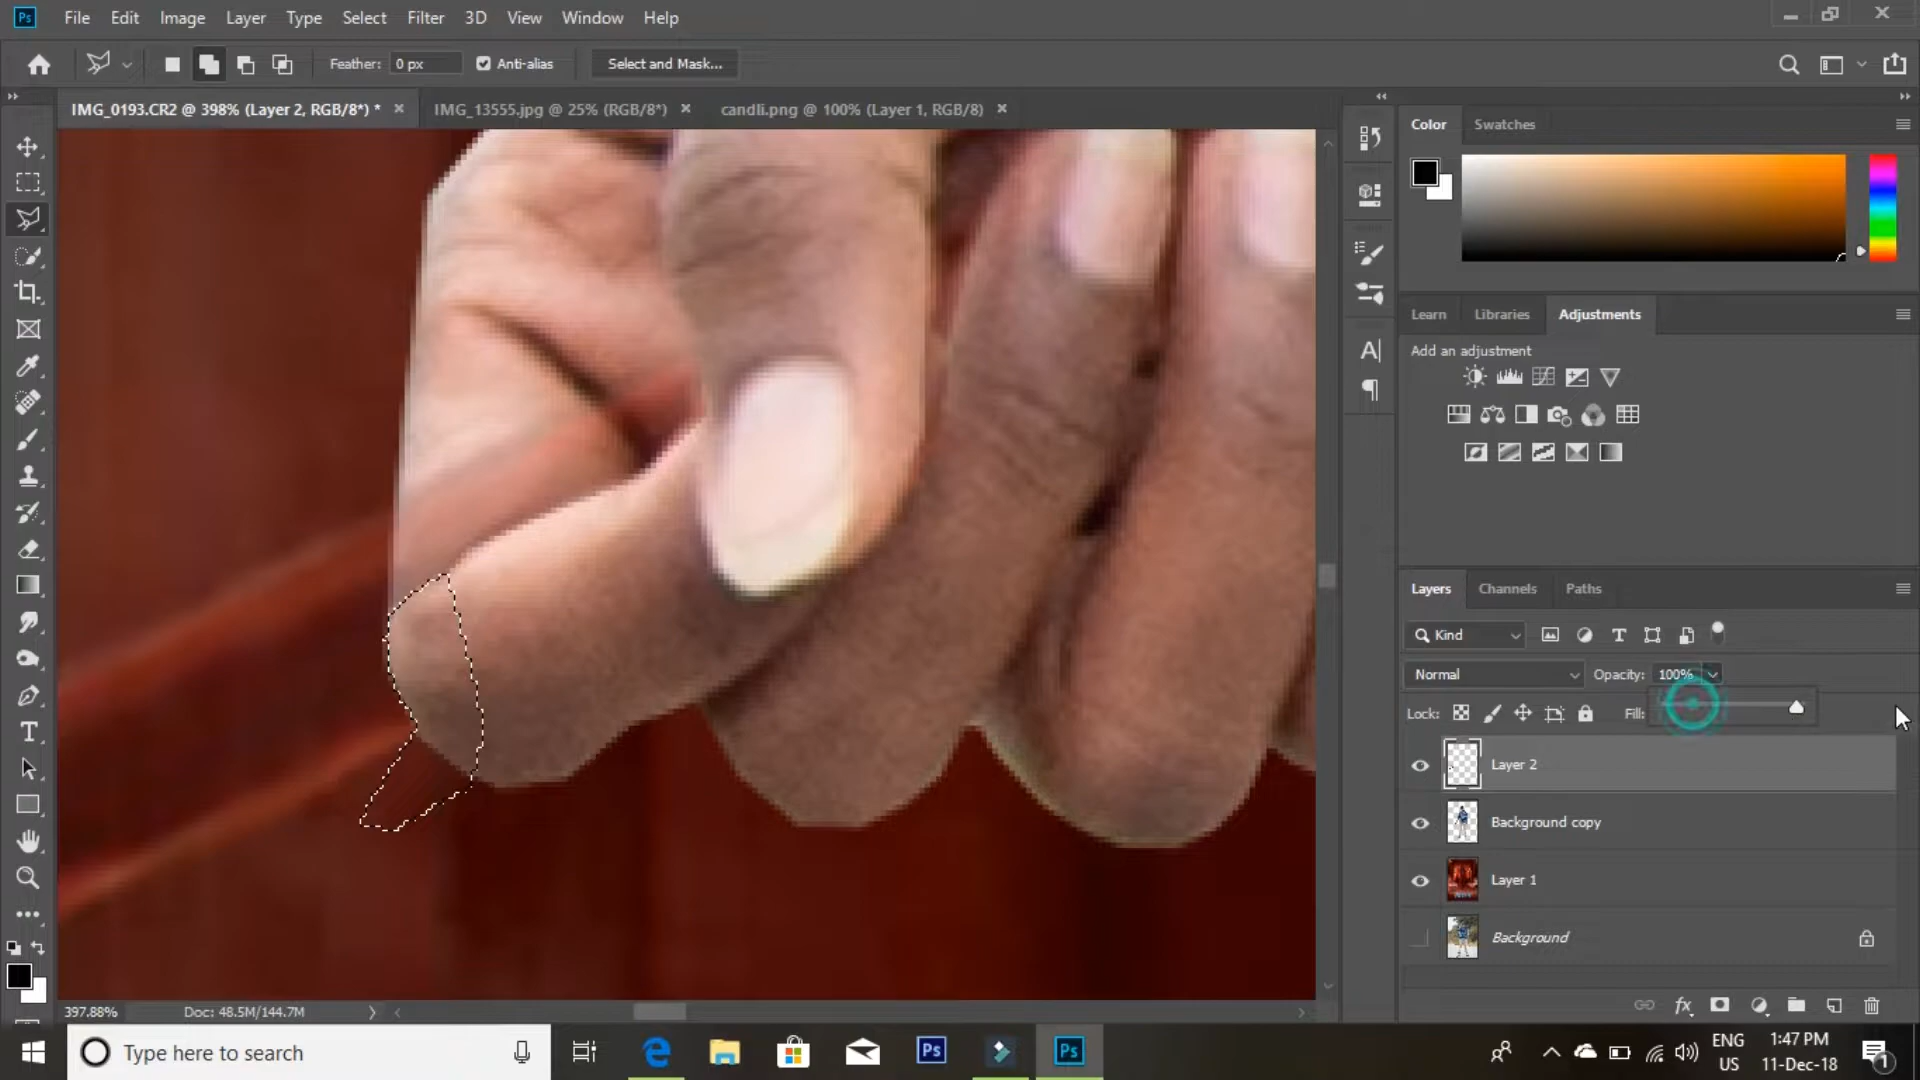 Ps File Edit Image Layer Type Select Filter 3D View Window Help
Feather: 0 px Anti-alias Select and Mask...
IMG_0193.CR2 @ 398% (Layer 2, RGB/8*) * IMG_13555.jpg @ 25% (RGB/8*) candli.png @ 100% (Layer 1, RGB/8)
Color Swatches
Learn Libraries Adjustments
Add an adjustment
Layers Channels Paths
Kind
Normal Opacity: 100%
Lock: Fill:
Layer 2
Background copy
Layer 1
Background
397.88% Doc: 48.5M/144.7M
Type here to search
Ps Ps
ENG 1:47 PM
US 11-Dec-18 1